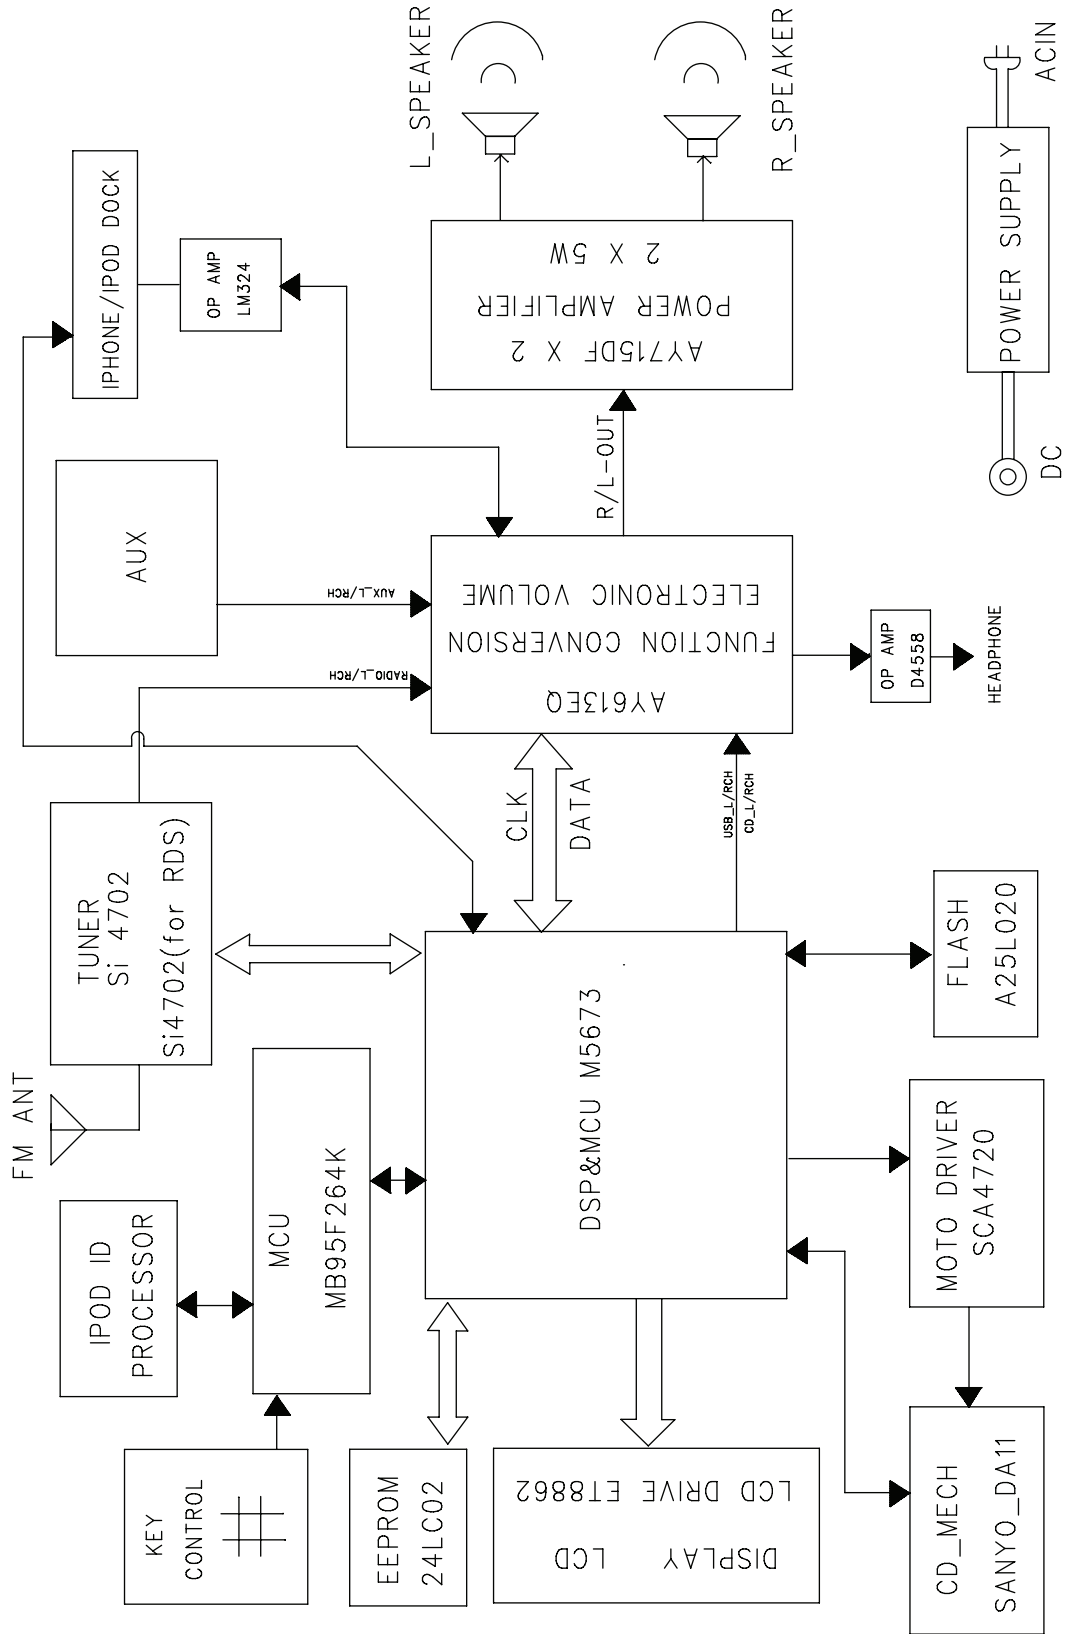 FM ANT
TUNER
Si 4702
Si4702(for RDS)
AUX
IPHONE/IPOD DOCK
OP AMP
LM324
L_SPEAKER
R_SPEAKER
IPOD ID
PROCESSOR
MCU
MB95F264K
KEY
CONTROL
EEPROM
24LC02
LCD DRIVE ET8862
DISPLAY LCD
DSP&MCU M5673
CLK
DATA
RADIO_L/RCH
AUX_L/RCH
USB_L/RCH
CD_L/RCH
ELECTRONIC VOLUME
FUNCTION CONVERSION
AY613EQ
R/L-OUT
2 X 5W
POWER AMPLIFIER
AY715DF X 2
OP AMP
D4558
HEADPHONE
FLASH
A25L020
MOTO DRIVER
SCA4720
CD_MECH
SANYO_DA11
DC
POWER SUPPLY
ACIN